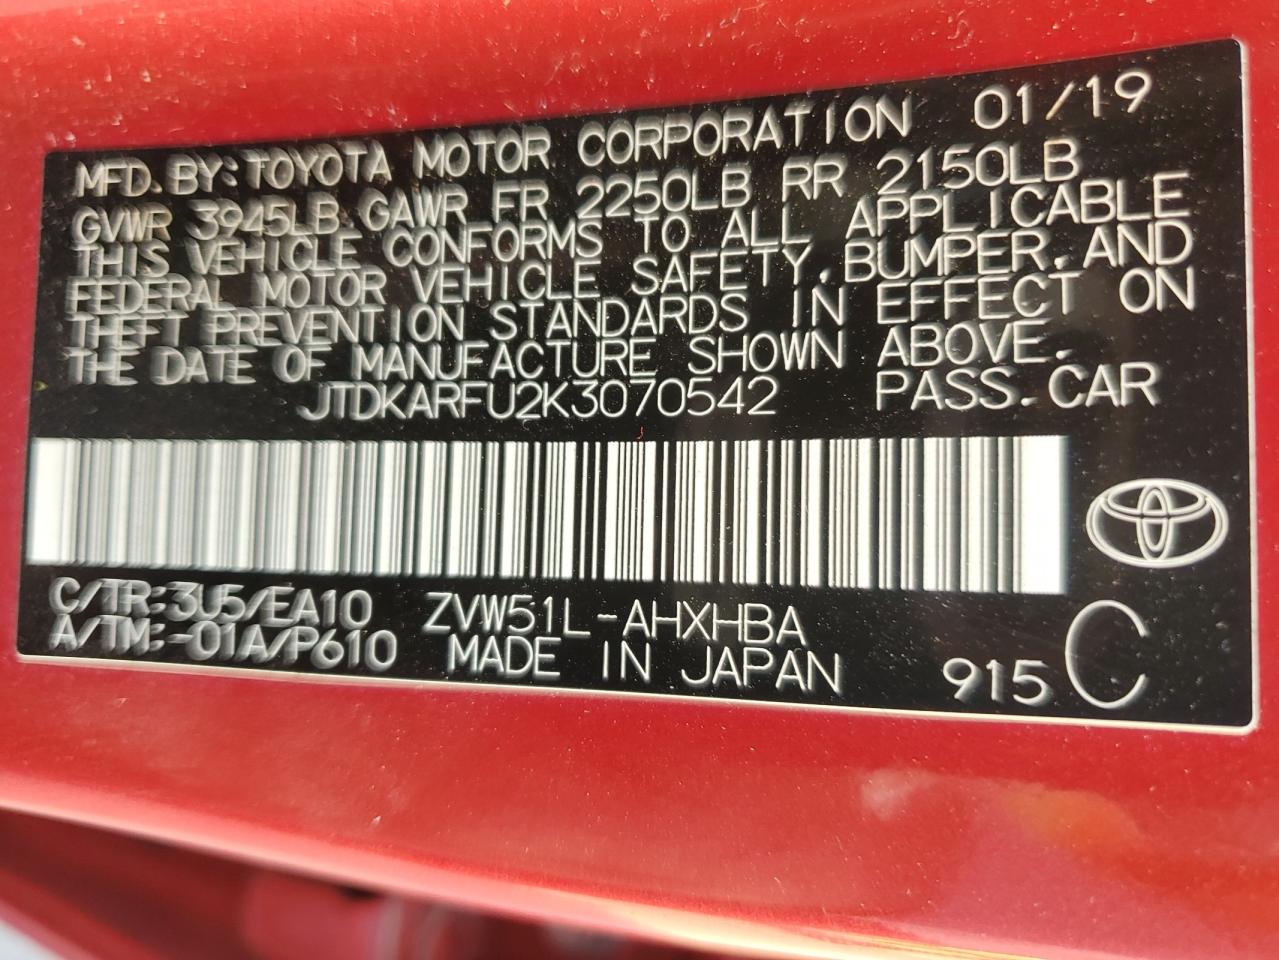 MFD. BY: TOYOTA MOTOR CORPORATION 01/19
GVWR 3945LB GAWR FR 2250LB RR 2150LB
THIS VEHICLE CONFORMS TO ALL APPLICABLE
FEDERAL MOTOR VEHICLE SAFETY, BUMPER, AND
THEFT PREVENTION STANDARDS IN EFFECT ON
THE DATE OF MANUFACTURE SHOWN ABOVE.
JTDKARFU2K3070542 PASS. CAR
C/TR: 3U5/EA10 ZVW51L-AHXHBA
A/TM: -01A/P610 MADE IN JAPAN 915 C